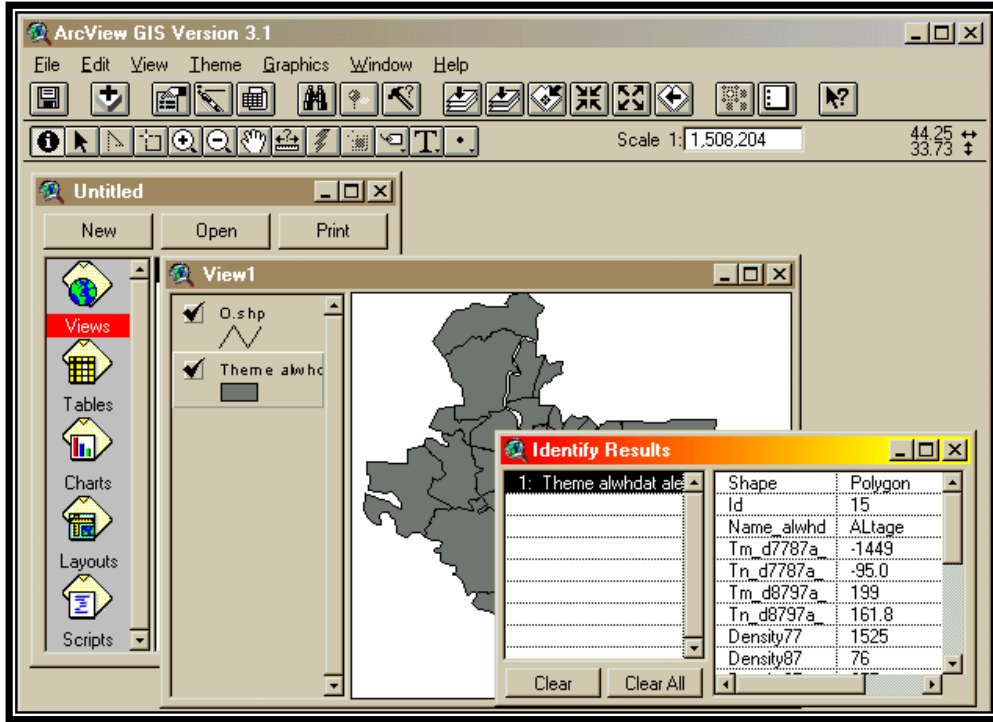 ArcView GIS Version 3.1
File Edit View Theme Graphics Window Help
Scale 1: 1,508,204
44.25
33.73
Untitled
New Open Print
Views
Tables
Charts
Layouts
Scripts
View1
O.shp
Theme alwhd
Identify Results
1: Theme alwhdat ale
Shape Polygon
Id 15
Name_alwhd ALtage
Tm_d7787a_ -1449
Tn_d7787a_ -95.0
Tm_d8797a_ 199
Tn_d8797a_ 161.8
Density77 1525
Density87 76
Clear Clear All